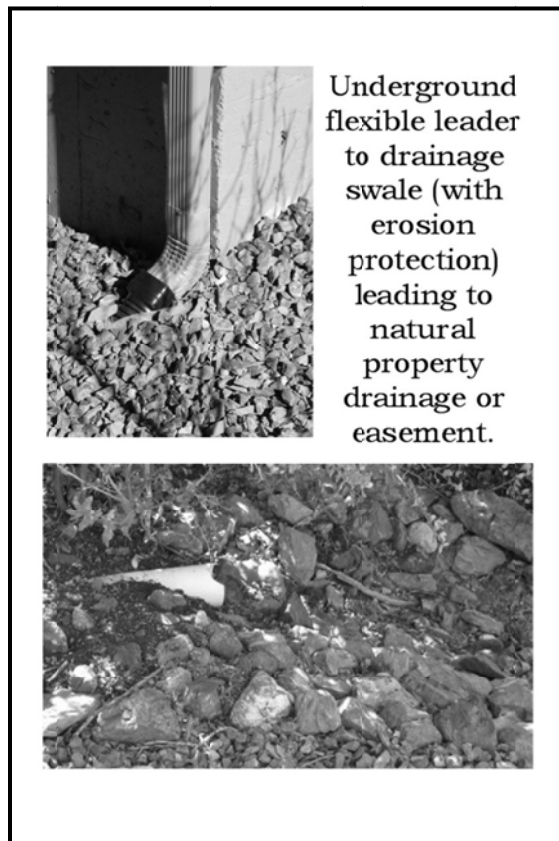 Underground
flexible leader
to drainage
swale (with
erosion
protection)
leading to
natural
property
drainage or
easement.